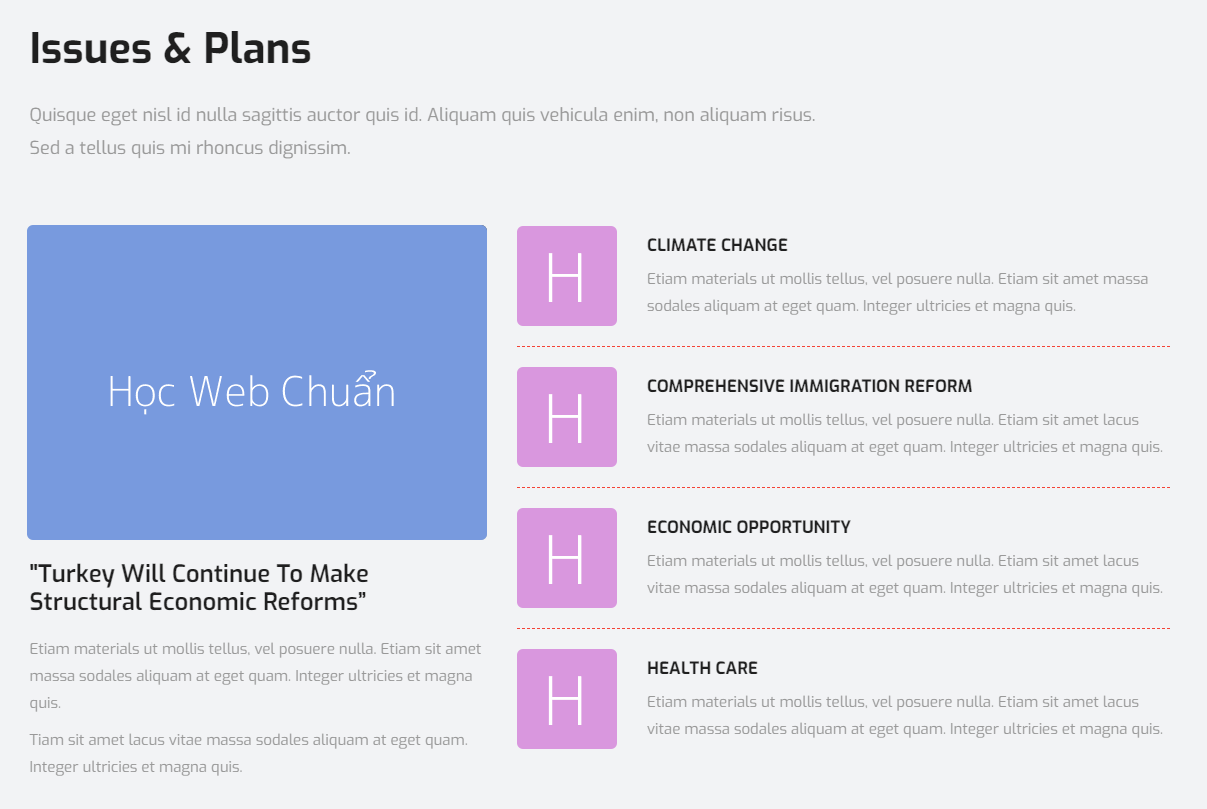 Issues & Plans
Quisque eget nisl id nulla sagittis auctor quis id. Aliquam quis vehicula enim, non aliquam risus.
Sed a tellus quis mi rhoncus dignissim.
Học Web Chuẩn
"Turkey Will Continue To Make
Structural Economic Reforms”
Etiam materials ut mollis tellus, vel posuere nulla. Etiam sit amet
massa sodales aliquam at eget quam. Integer ultricies et magna
quis.
Tiam sit amet lacus vitae massa sodales aliquam at eget quam.
Integer ultricies et magna quis.
H
CLIMATE CHANGE
Etiam materials ut mollis tellus, vel posuere nulla. Etiam sit amet massa
sodales aliquam at eget quam. Integer ultricies et magna quis.
H
COMPREHENSIVE IMMIGRATION REFORM
Etiam materials ut mollis tellus, vel posuere nulla. Etiam sit amet lacus
vitae massa sodales aliquam at eget quam. Integer ultricies et magna quis.
H
ECONOMIC OPPORTUNITY
Etiam materials ut mollis tellus, vel posuere nulla. Etiam sit amet lacus
vitae massa sodales aliquam at eget quam. Integer ultricies et magna quis.
H
HEALTH CARE
Etiam materials ut mollis tellus, vel posuere nulla. Etiam sit amet lacus
vitae massa sodales aliquam at eget quam. Integer ultricies et magna quis.